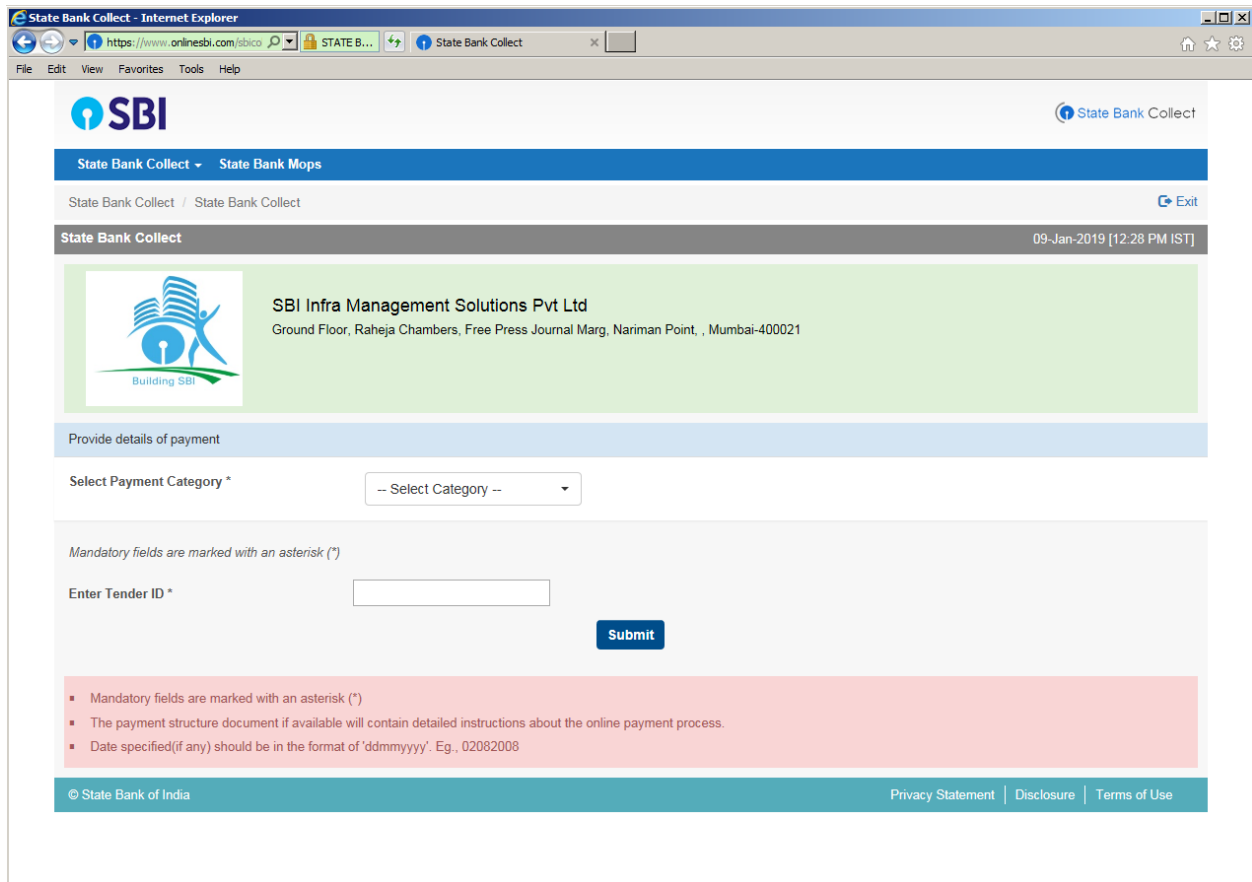 State Bank Collect - Internet Explorer
https://www.onlinesbi.com/sbico STATE B... State Bank Collect
File Edit View Favorites Tools Help
SBI State Bank Collect
State Bank Collect State Bank Mops
State Bank Collect / State Bank Collect Exit
State Bank Collect 09-Jan-2019 [12:28 PM IST]
SBI Infra Management Solutions Pvt Ltd
Ground Floor, Raheja Chambers, Free Press Journal Marg, Nariman Point, , Mumbai-400021
Building SBI
Provide details of payment
Select Payment Category * -- Select Category --
Mandatory fields are marked with an asterisk (*)
Enter Tender ID *
Submit
Mandatory fields are marked with an asterisk (*)
The payment structure document if available will contain detailed instructions about the online payment process.
Date specified(if any) should be in the format of 'ddmmyyyy'. Eg., 02082008
© State Bank of India Privacy Statement | Disclosure | Terms of Use